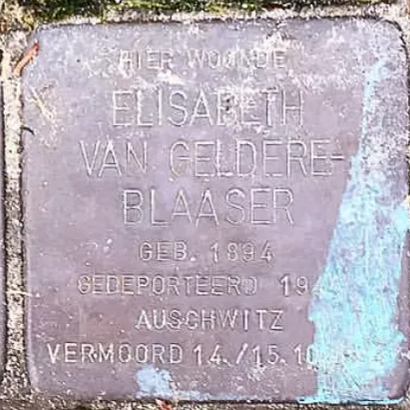 HIER WOONDE
ELISABETH
VAN GELDERE-
BLAASER
GEB. 1894
GEDEPORTEERD
AUSCHWITZ
VERMOORD 14./15.10